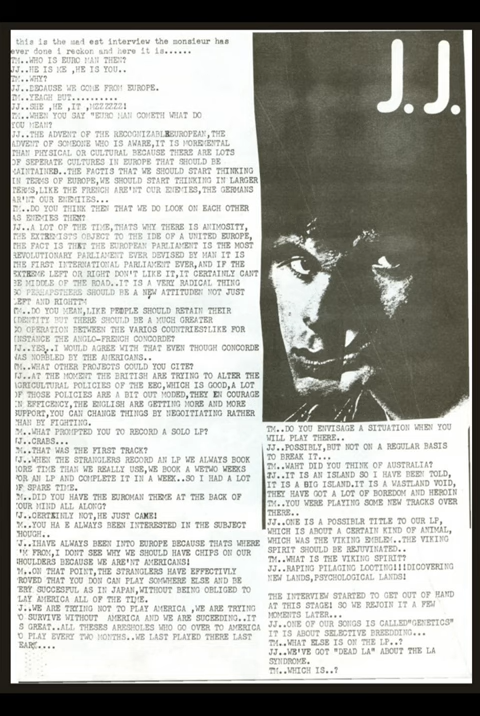 this is the mad est interview the monsieur has
ever done i reckon and here it is......
TM..WHO IS EURO MAN THEN?
JJ..HE IS ME ,HE IS YOU..
TM..WHY?
JJ..BECAUSE WE COME FROM EUROPE.
TM..YEAGH BUT..........
JJ..SHE ,HE ,IT ,MZZZZZZ!
TM..WHEN YOU SAY "EURO MAN COMETH WHAT DO
YOU MEAN?
JJ..THE ADVENT OF THE RECOGNIZABLEEUROPEAN,THE
ADVENT OF SOMEONE WHO IS AWARE,IT IS MOREMENTAL
THAN PHYSICAL OR CULTURAL BECAUSE THERE ARE LOTS
OF SEPERATE CULTURES IN EUROPE THAT SHOULD BE
MAINTAINED..THE FACTIS THAT WE SHOULD START THINKING
IN TERMS OF EUROPE,WE SHOULD START THINKING IN LARGER
TERMS,LIKE THE FRENCH ARE'NT OUR ENEMIES,THE GERMANS
AR'NT OUR ENEMITES...
TM..DO YOU THINK THEN THAT WE DO LOOK ON EACH OTHER
AS ENEMIES THEN?
JJ..A LOT OF THE TIME,THATS WHY THERE IS ANIMOSITY,
THE EXTREMISTS OBJECT TO THE IDE OF A UNITED EUROPE,
THE FACT IS THAT THE EUROPEAN PARLIAMENT IS THE MOST
REVOLUTIONARY PARLIAMENT EVER DEVISED BY MAN IT IS
THE FIRST INTERNATIONAL PARLIAMENT EVER,AND IF THE
EXTREME LEFT OR RIGHT DON'T LIKE IT,IT CERTAINLY CANT
BE MIDDLE OF THE ROAD..IT IS A VERY RADICAL THING
SO PERHAPSTHERE SHOULD BE A NEW ATTITUDEN NOT JUST
LEFT AND RIGHTTM
TM..DO YOU MEAN,LIKE PEOPLE SHOULD RETAIN THEIR
IDENTITY BUT THERE SHOULD BE A MUCH GREATER
CO OPERATION BETWEEN THE VARIOS COUNTRIES?LIKE FOR
INSTANCE THE ANGLO-FRENCH CONCORDE?
JJ..YES,.I WOULD AGREE WITH THAT EVEN THOUGH CONCORDE
WAS NOBBLED BY THE AMERICANS..
TM..WHAT OTHER PROJECTS COULD YOU CITE?
JJ..AT THE MOMENT THE BRITISH ARE TRYING TO ALTER THE
AGRICULTURAL POLICIES OF THE EEC,WHICH IS GOOD,A LOT
OF THOSE POLICIES ARE A BIT OUT MODED,THEY EN COURAGE
IN EFFICENCY,THE ENGLISH ARE GETTING MORE AND MORE
SUPPORT,YOU CAN CHANGE THINGS BY NEGOITIATING RATHER
THAN BY FIGHTING.
TM..WHAT PROMPTED YOU TO RECORD A SOLO LP?
JJ..CRABS...
TM..THAT WAS THE FIRST TRACK?
JJ..WHEN THE STRANGLERS RECORD AN LP WE ALWAYS BOOK
MORE TIME THAN WE REALLY USE,WE BOOK A WETWO WEEKS
FOR AN LP AND COMPLETE IT IN A WEEK..SO I HAD A LOT
OF SPARE TIME.
TM..DID YOU HAVE THE EUROMAN THEME AT THE BACK OF
YOUR MIND ALL ALONG?
JJ..CERTEINLY NOT,HE JUST CAME!
TM..YOU HA E ALWAYS BEEN INTERESTED IN THE SUBJECT
THOUGH..
JJ..IHAVE ALWAYS BEEN INTO EUROPE BECAUSE THATS WHERE
I'M FROM,I DONT SEE WHY WE SHOULD HAVE CHIPS ON OUR
SHOULDERS BECAUSE WE ARE'NT AMERICANS!
TM..ON THAT POINT,THE STRANGLERS HAVE EFFECTIVLY
PROVED THAT YOU DON CAN PLAY SOMWHERE ELSE AND BE
VERY SUCCESFUL AS IN JAPAN,WITHOUT BEING OBLIGED TO
PLAY AMERICA ALL OF THE TIME.
JJ..WE ARE TRYING NOT TO PLAY AMERICA ,WE ARE TRYING
TO SURVIVE WITHOUT AMERICA AND WE ARE SUCEEDING..IT
IS GREAT..ALL THESES ARESHOLES WHO GO OVER TO AMERICA
TO PLAY EVERY TWO MONTHS..WE LAST PLAYED THERE LAST
YEAR....
J.J.
TM..DO YOU ENVISAGE A SITUATION WHEN YOU
WILL PLAY THERE..
JJ..POSSIBLY,BUT NOT ON A REGULAR BASIS
TO BREAK IT...
TM..WAHT DID YOU THINK OF AUSTRALIA?
JJ..IT IS AN ISLAND SO I HAVE BEEN TOLD,
IT IS A BIG ISLAND.IT IS A WASTLAND VOID,
THEY HAVE GOT A LOT OF BOREDOM AND HEROIN
TM..YOU WERE PLAYING SOME NEW TRACKS OVER
THERE..
JJ..ONE IS A POSSIBLR TITLE TO OUR LP,
WHICH IS ABOUT A CERTAIN KIND OF ANIMAL,
WHICH WAS THE VIKING EMBLEM..THE VIKING
SPIRIT SHOULD BE REJUVINATED..
TM..WHAT IS THE VIKING SPIRIT?
JJ..RAPING PILAGING LOOTING!!!DISCOVERING
NEW LANDS,PSYCHOLOGICAL LANDS!
THE INTERVIEW STARTED TO GET OUT OF HAND
AT THIS STAGE! SO WE REJOIN IT A FEW
MOMENTS LATER...
JJ..ONE OF OUR SONGS IS CALLED"GENETICS"
IT IS ABOUT SELECTIVE BREEDDING...
TM..WHAT ELSE IS ON THE LP..?
JJ..WE'VE GOT "DEAD LA" ABOUT THE LA
SYNDROME.
TM..WHICH IS..?